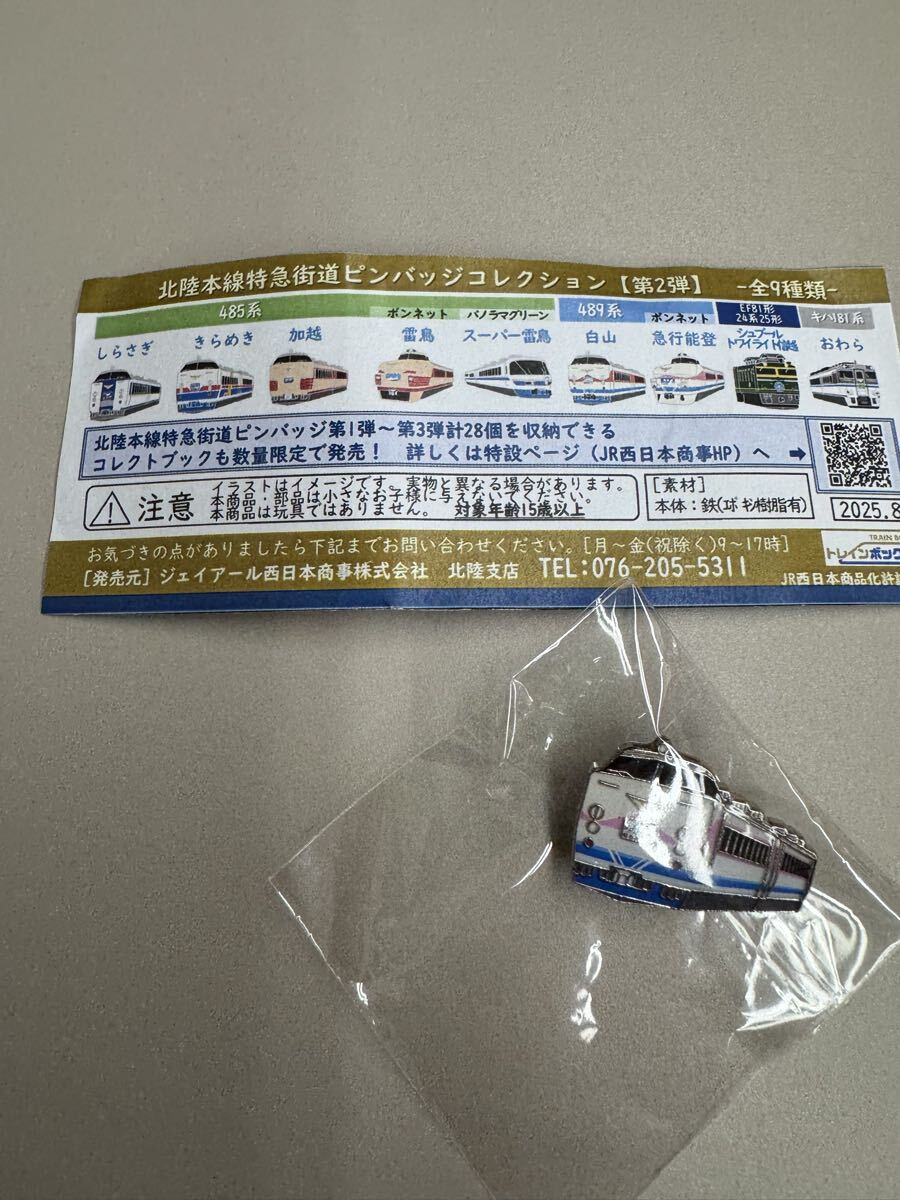 北陸本線特急街道ピンバッジコレクション【第2弾】 -全9種類-
485系 ボンネット パノラマグリーン 489系 ボンネット EF81形 24系25形 キハ181系
しらさぎ きらめき 加越 雷鳥 スーパー雷鳥 白山 急行能登 シュプール トワイライト信越 おわら
北陸本線特急街道ピンバッジ第1弾〜第3弾計28個を収納できる
コレクトブックも数量限定で発売！ 詳しくは特設ページ（JR西日本商事HP）へ ➡
注意
イラストはイメージです。実物と異なる場合があります。
本商品・部品は小さなお子様に与えないでください。
本商品は玩具ではありません。 対象年齢15歳以上
［素材］
本体：鉄(エポキシ樹脂有)
2025.8
お気づきの点がありましたら下記までお問い合わせください。[月〜金(祝除く)9〜17時]
[発売元] ジェイアール西日本商事株式会社 北陸支店 TEL:076-205-5311
トレインボック
JR西日本商品化許諾